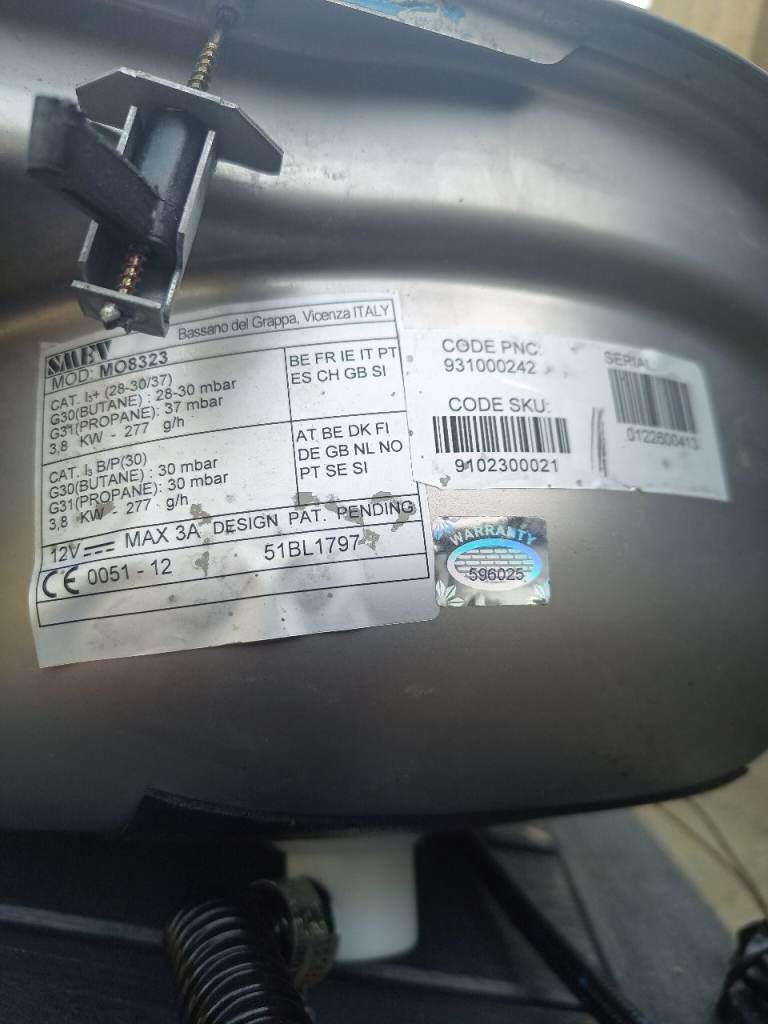 SMEV Bassano del Grappa, Vicenza ITALY
MOD: MO8323
CAT. I₃+ (28-30/37)
G30(BUTANE) : 28-30 mbar
G31(PROPANE): 37 mbar
3,8 KW - 277 g/h
BE FR IE IT PT
ES CH GB SI
CAT. I₃ B/P(30)
G30(BUTANE) : 30 mbar
G31(PROPANE) : 30 mbar
3,8 KW - 277 g/h
AT BE DK FI
DE GB NL NO
PT SE SI
12V MAX 3A DESIGN PAT. PENDING
CE 0051 - 12 51BL1797
CODE PNC:
931000242
CODE SKU:
9102300021
SERIAL
0122600413
WARRANTY
596025